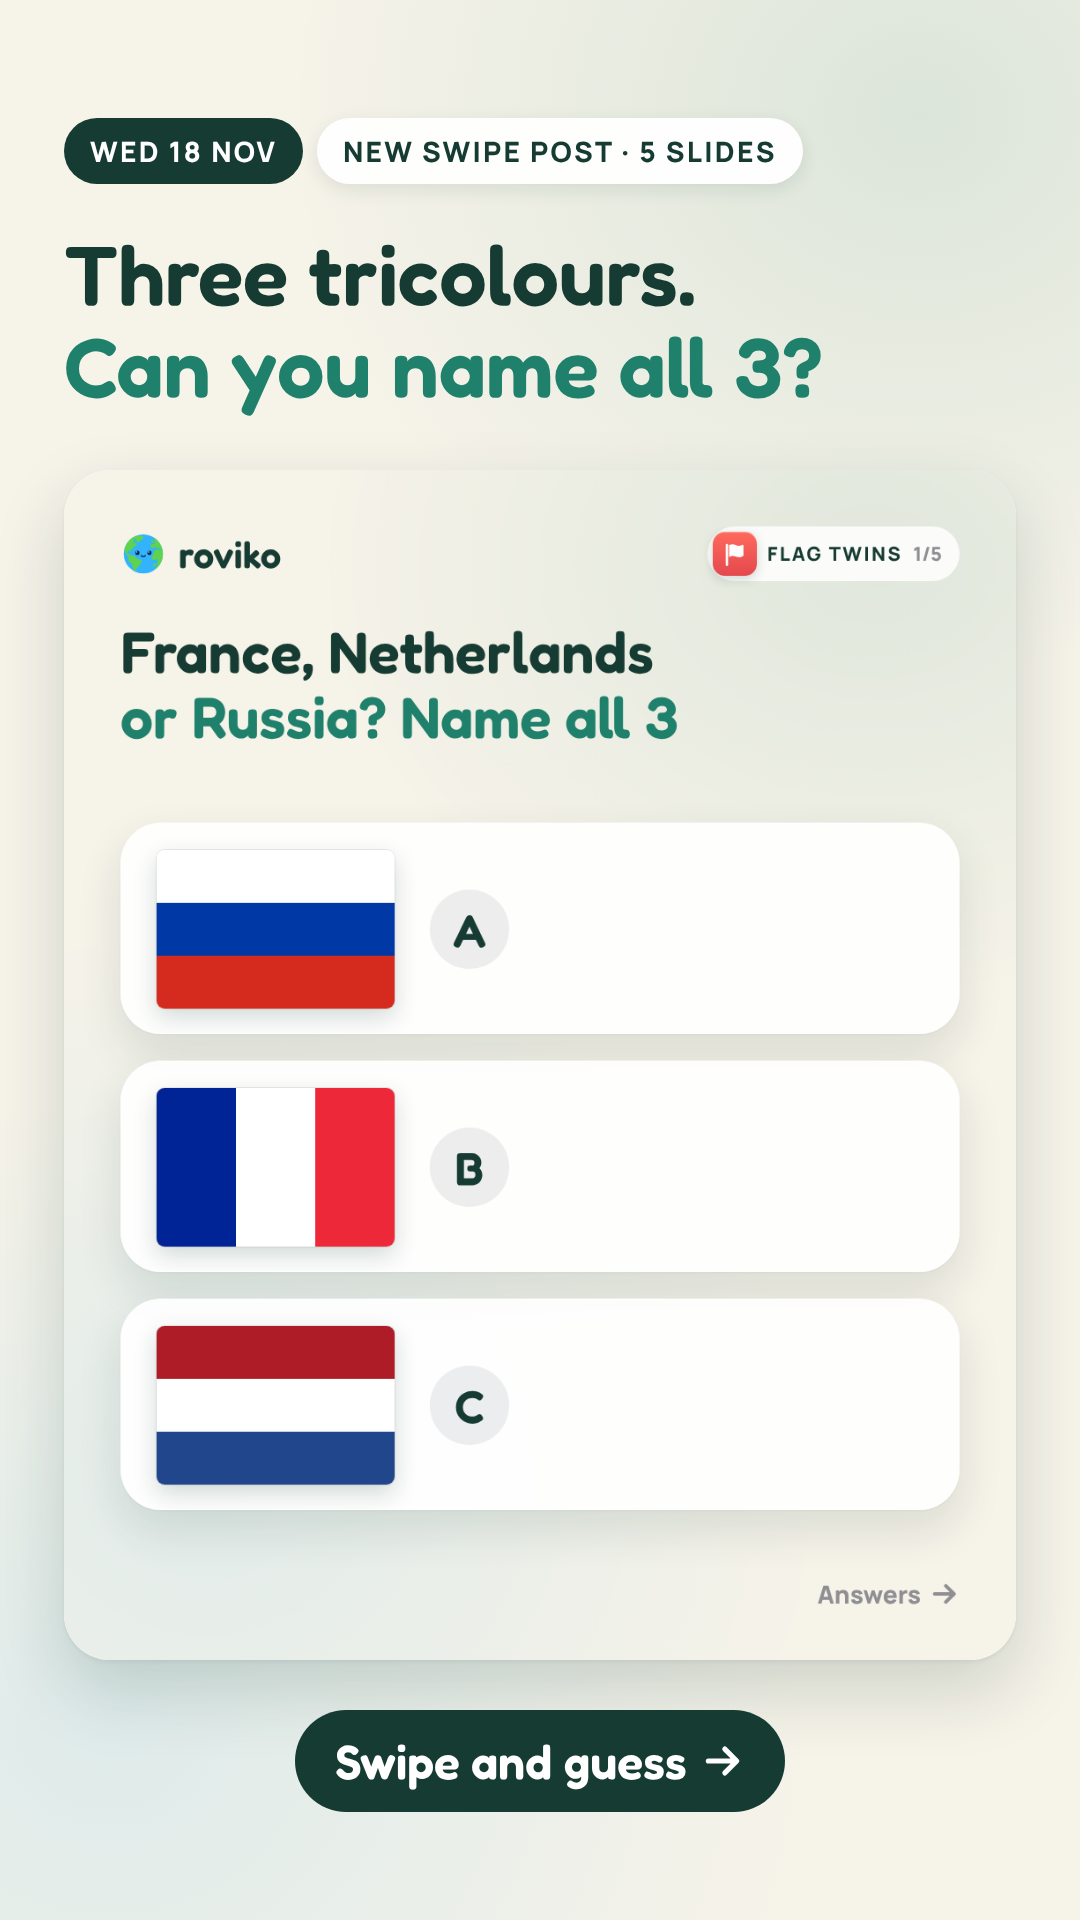 WED 18 NOV
NEW SWIPE POST · 5 SLIDES
Three tricolours.
Can you name all 3?
roviko
FLAG TWINS 1/5
France, Netherlands
or Russia? Name all 3
A
B
C
Answers →
Swipe and guess →